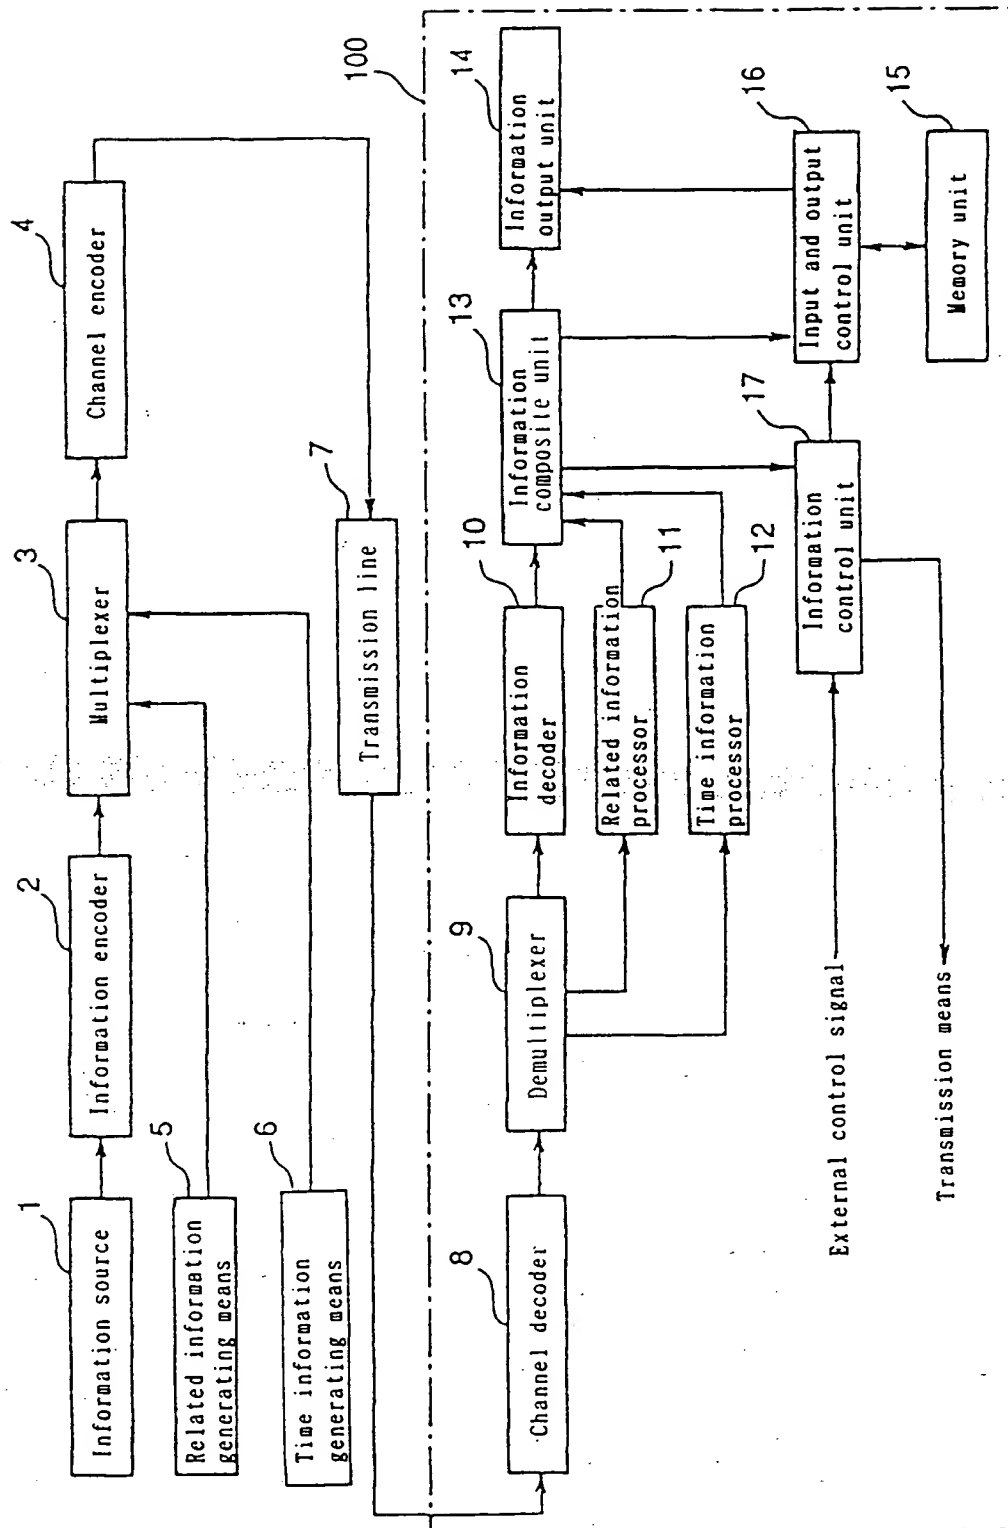 1
Information source
2
Information encoder
3
Multiplexer
4
Channel encoder
5
Related information
generating means
6
Time information
generating means
7
Transmission line
100
8
Channel decoder
9
Demultiplexer
10
Information
decoder
11
Related information
processor
12
Time information
processor
13
Information
composite unit
14
Information
output unit
External control signal
Transmission means
17
Information
control unit
16
Input and output
control unit
15
Memory unit